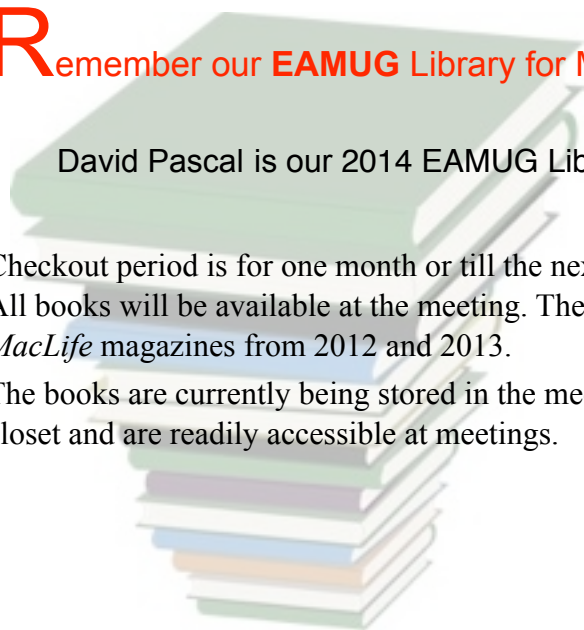 Remember our EAMUG Library for M
David Pascal is our 2014 EAMUG Lib
Checkout period is for one month or till the nex
All books will be available at the meeting. The
MacLife magazines from 2012 and 2013.
The books are currently being stored in the me
closet and are readily accessible at meetings.